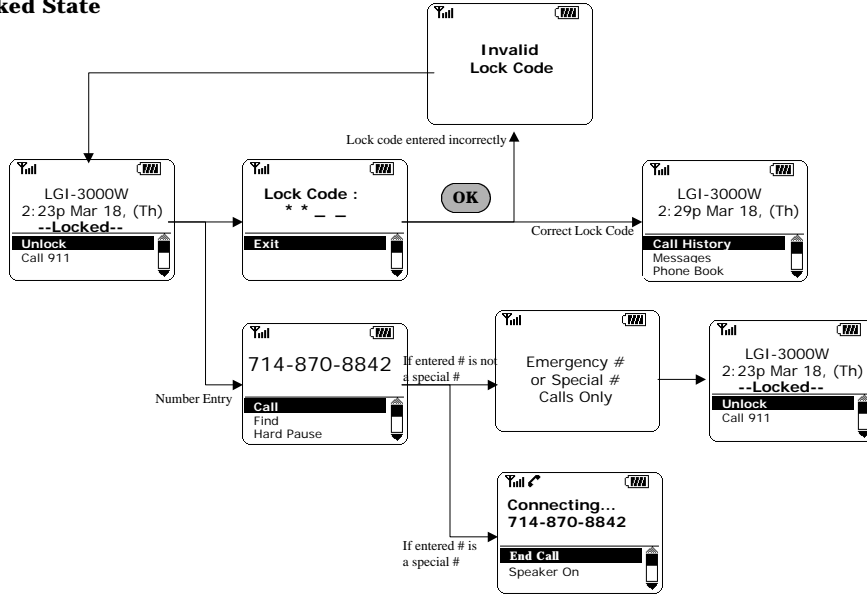 ked State
Invalid
Lock Code
Lock code entered incorrectly
LGI-3000W
2:23p Mar 18, (Th)
--Locked--
Unlock
Call 911
Lock Code :
* * _ _
Exit
OK
Correct Lock Code
LGI-3000W
2:29p Mar 18, (Th)
Call History
Messages
Phone Book
Number Entry
714-870-8842
Call
Find
Hard Pause
If entered # is not
a special #
Emergency #
or Special #
Calls Only
LGI-3000W
2:23p Mar 18, (Th)
--Locked--
Unlock
Call 911
If entered # is
a special #
Connecting...
714-870-8842
End Call
Speaker On